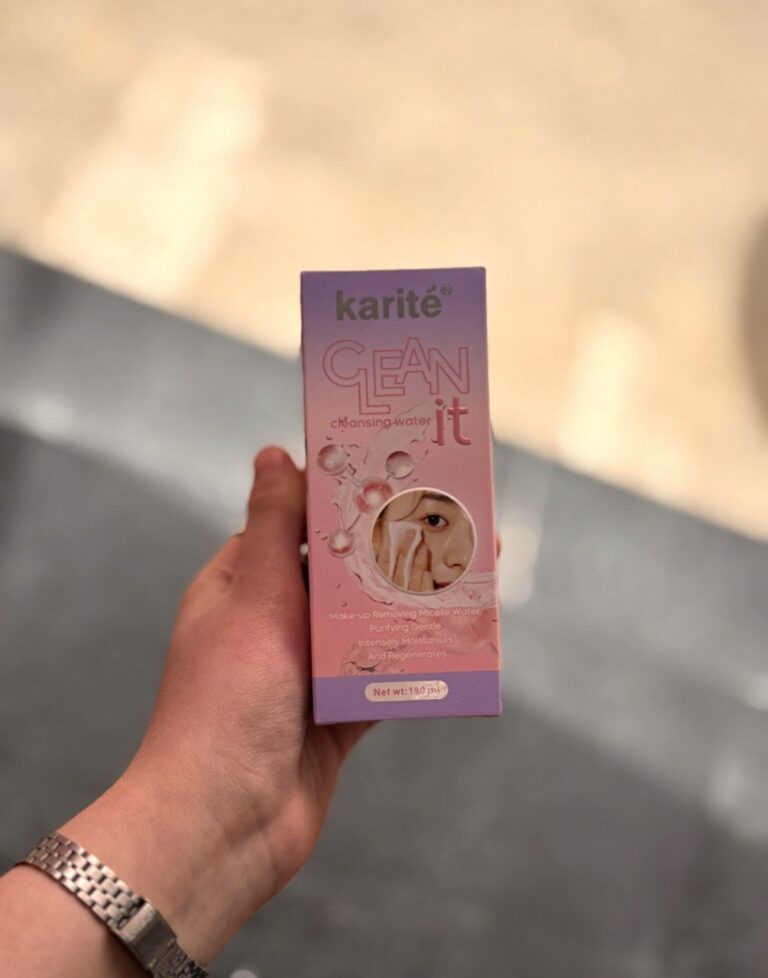 karité®
CLEAN
cleansing water it
Make-up Removing Micelle Water
Purifying Gentle
Intensely Moisturises
And Regenerates
Net wt:180 ml